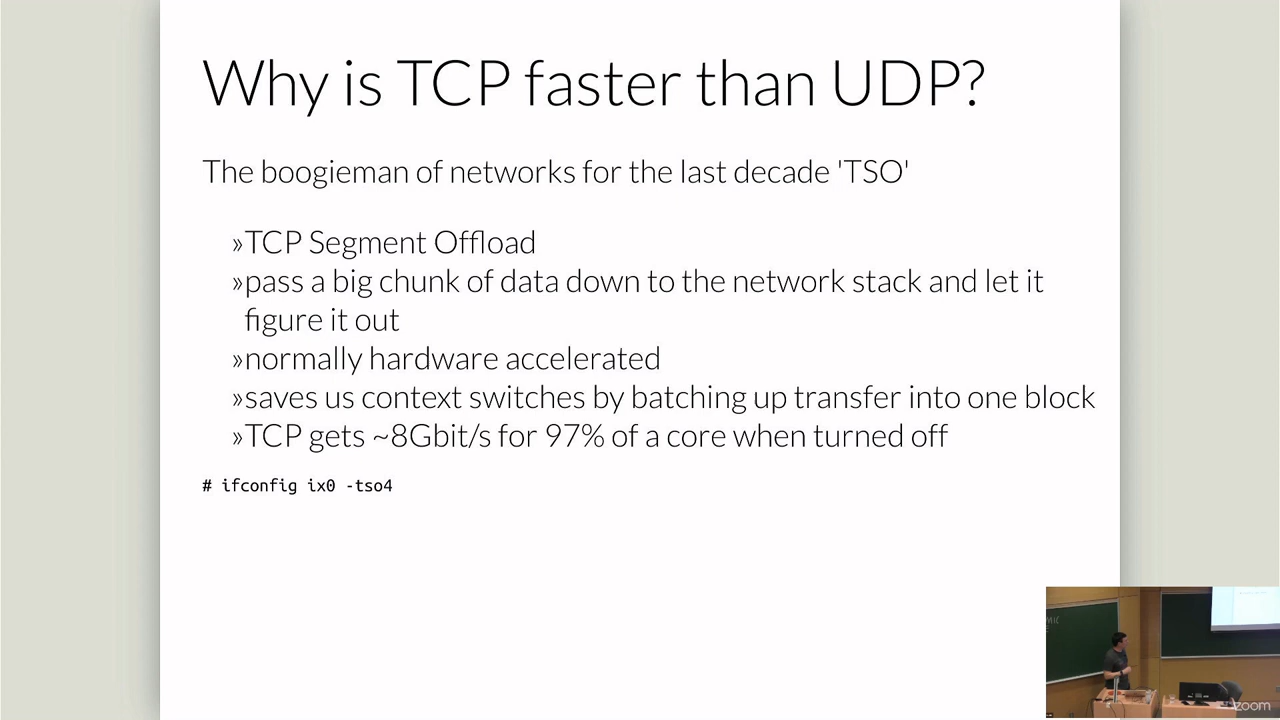 Why is TCP faster than UDP?
The boogieman of networks for the last decade 'TSO'
»TCP Segment Offload
»pass a big chunk of data down to the network stack and let it
figure it out
»normally hardware accelerated
»saves us context switches by batching up transfer into one block
»TCP gets ~8Gbit/s for 97% of a core when turned off
# ifconfig ix0 -tso4
zoom